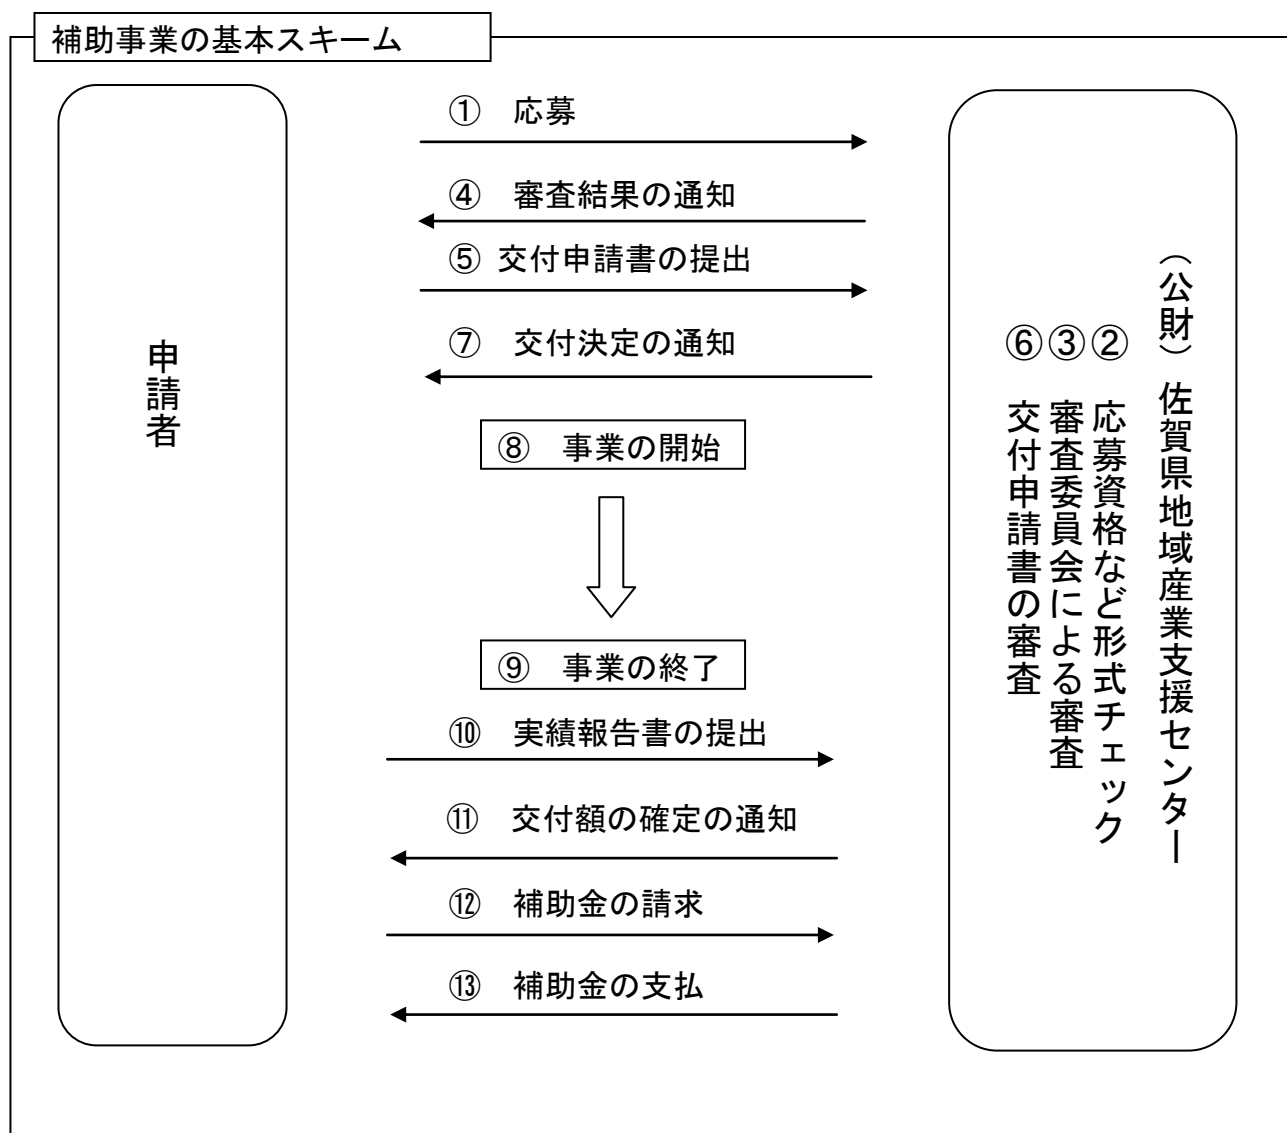 補助事業の基本スキーム
① 応募
④ 審査結果の通知
⑤ 交付申請書の提出
⑦ 交付決定の通知
⑧ 事業の開始
⑨ 事業の終了
⑩ 実績報告書の提出
⑪ 交付額の確定の通知
⑫ 補助金の請求
⑬ 補助金の支払
申請者
(公財)佐賀県地域産業支援センター
② 応募資格など形式チェック
③ 審査委員会による審査
⑥ 交付申請書の審査